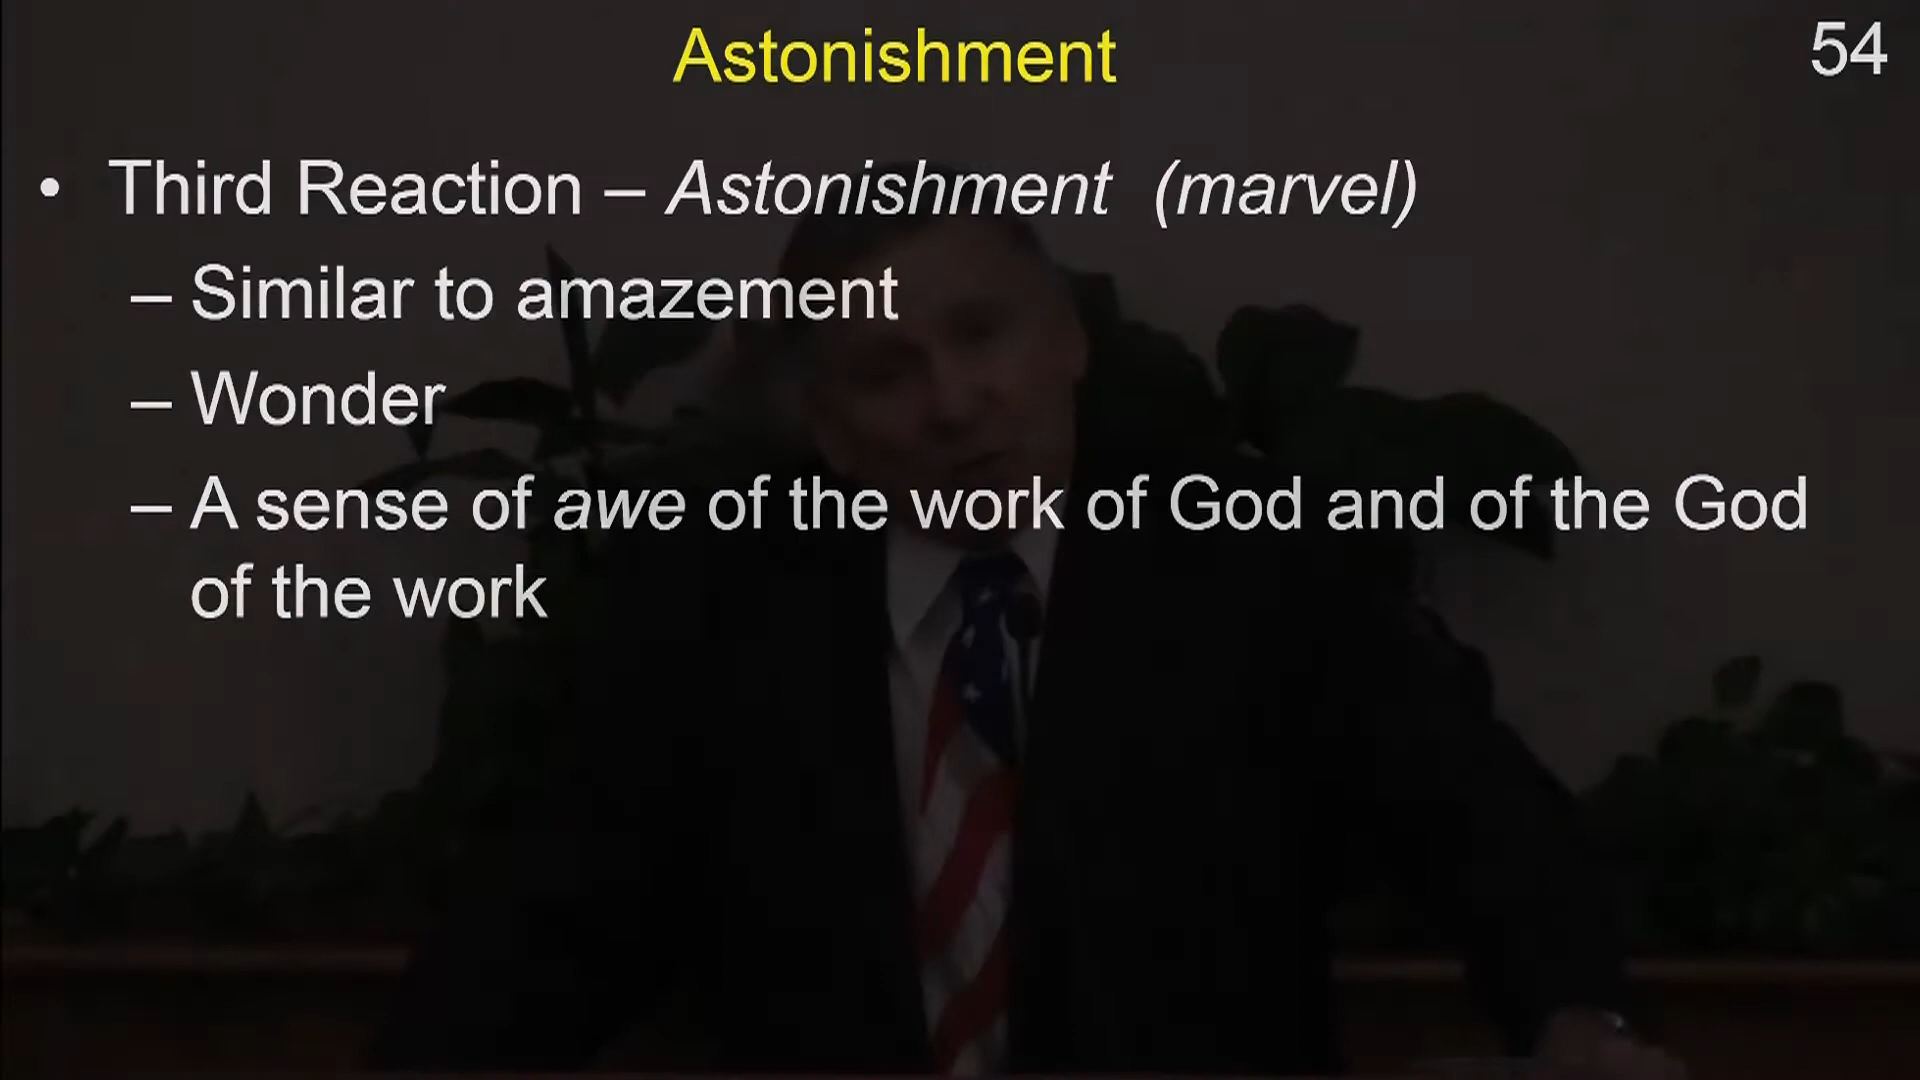 Astonishment
54
• Third Reaction – Astonishment (marvel)
– Similar to amazement
– Wonder
– A sense of awe of the work of God and of the God
of the work